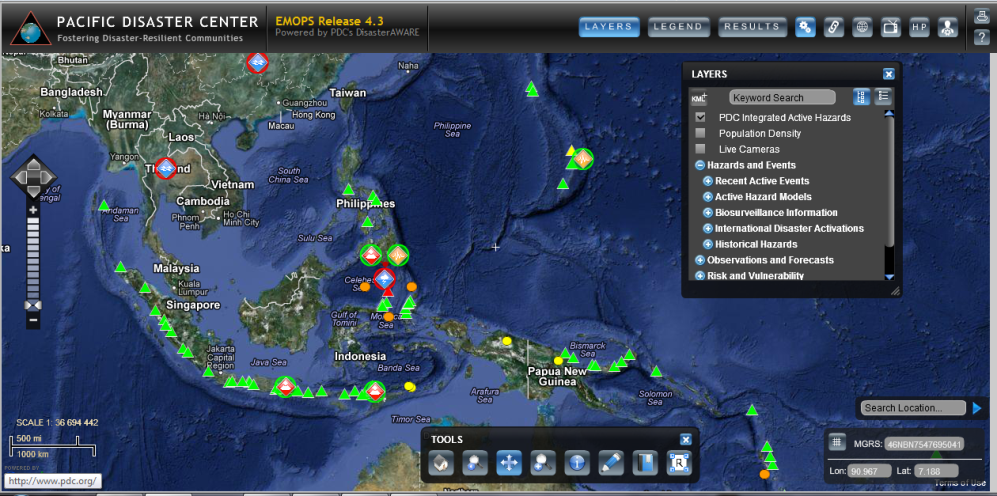 PACIFIC DISASTER CENTER
Fostering Disaster-Resilient Communities
EMOPS Release 4.3
Powered by PDC's DisasterAWARE
LAYERS
LEGEND
RESULTS
HP
?
Bhutan
Bangladesh
Kolkata
Myanmar
(Burma)
Hà Nội
Laos
Yangon
Th nd
Vietnam
Cambodia
Phnom
Penh
Ho Chi
Minh City
Andaman
Sea
Guangzhou
Hong Kong
Macau
Taiwan
Naha
Philippine
Sea
South
China Sea
Philippines
Sulu Sea
Malaysia
Kuala
Lumpur
Singapore
Celebes
Sea
Gulf of
Tomini
Sea
Jakarta
Capital
Region
Java Sea
Indonesia
Banda Sea
Bismarck
Sea
Papua New
Guinea
Arafura
Sea
Solomon
Sea
Timor Sea
LAYERS
KML
Keyword Search
PDC Integrated Active Hazards
Population Density
Live Cameras
Hazards and Events
Recent Active Events
Active Hazard Models
Biosurveillance Information
International Disaster Activations
Historical Hazards
Observations and Forecasts
Risk and Vulnerability
SCALE 1: 36 694 442
500 mi
1000 km
POWERED BY
http://www.pdc.org/
TOOLS
R
Search Location...
MGRS: 46NBN7547695041
Lon: 90.967 Lat: 7.188
Terms of Use